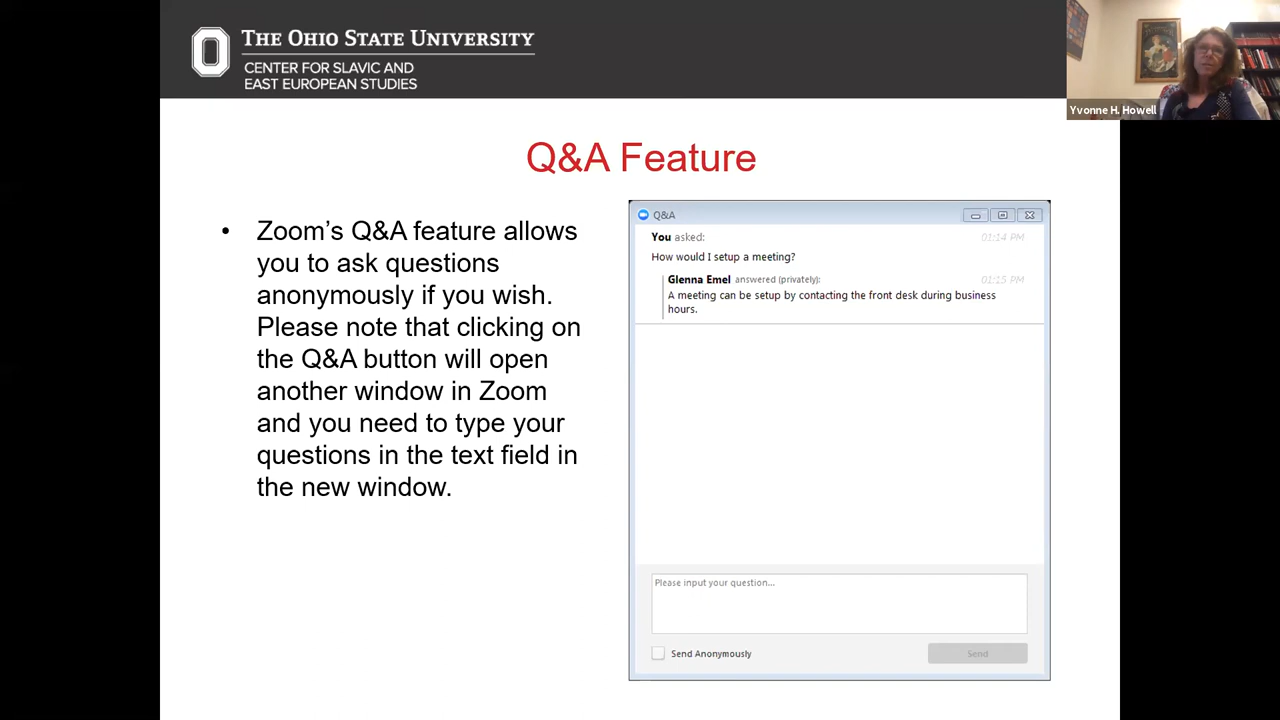 THE OHIO STATE UNIVERSITY
CENTER FOR SLAVIC AND
EAST EUROPEAN STUDIES
Yvonne H. Howell
Q&A Feature
• Zoom’s Q&A feature allows
you to ask questions
anonymously if you wish.
Please note that clicking on
the Q&A button will open
another window in Zoom
and you need to type your
questions in the text field in
the new window.
Q&A
You asked: 01:14 PM
How would I setup a meeting?
Glenna Emel answered (privately): 01:15 PM
A meeting can be setup by contacting the front desk during business
hours.
Please input your question...
Send Anonymously
Send